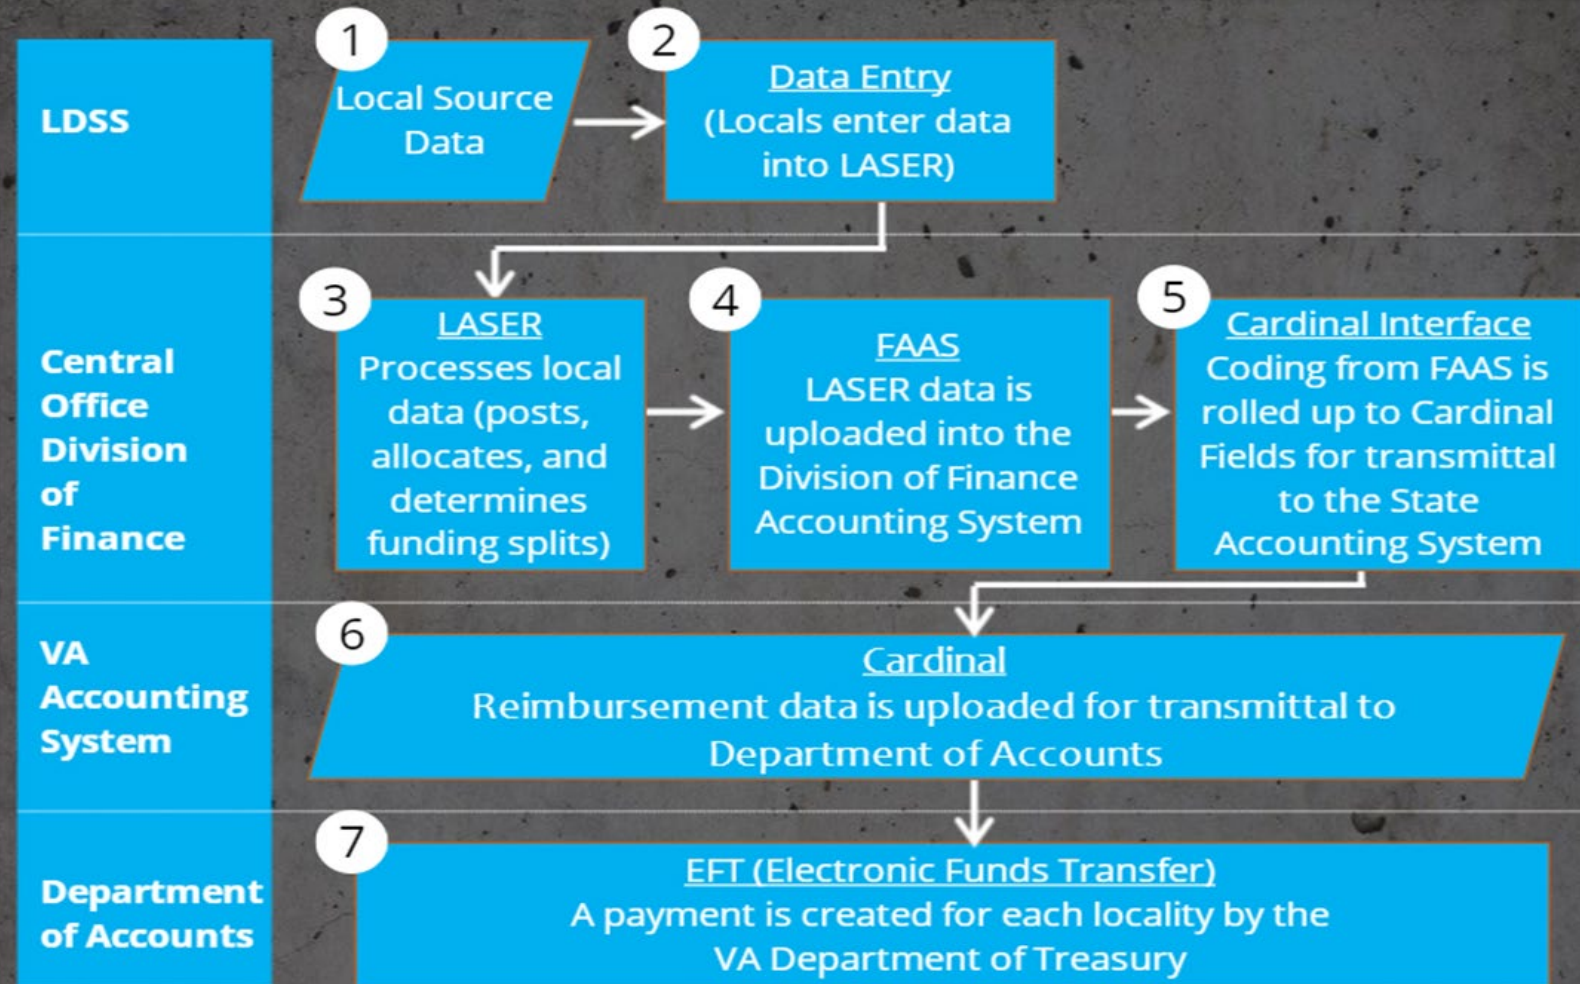 LDSS
1
Local Source
Data
2
Data Entry
(Locals enter data
into LASER)
Central
Office
Division
of
Finance
3
LASER
Processes local
data (posts,
allocates, and
determines
funding splits)
4
FAAS
LASER data is
uploaded into the
Division of Finance
Accounting System
5
Cardinal Interface
Coding from FAAS is
rolled up to Cardinal
Fields for transmittal
to the State
Accounting System
VA
Accounting
System
6
Cardinal
Reimbursement data is uploaded for transmittal to
Department of Accounts
Department
of Accounts
7
EFT (Electronic Funds Transfer)
A payment is created for each locality by the
VA Department of Treasury